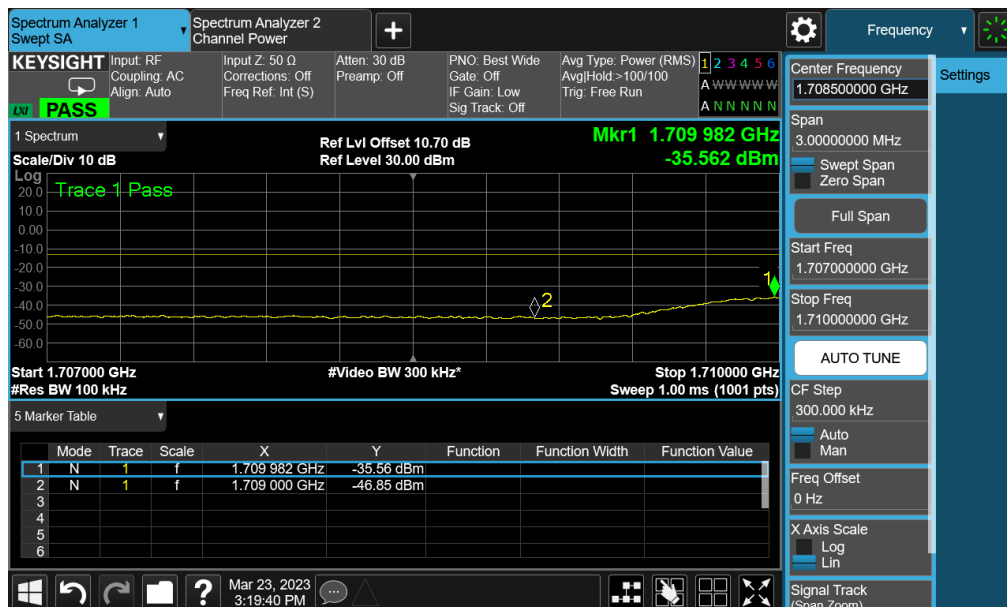 Spectrum Analyzer 1
Swept SA
Spectrum Analyzer 2
Channel Power
Frequency
KEYSIGHT
LXI PASS
Input: RF
Coupling: AC
Align: Auto
Input Z: 50 Ω
Corrections: Off
Freq Ref: Int (S)
Atten: 30 dB
Preamp: Off
PNO: Best Wide
Gate: Off
IF Gain: Low
Sig Track: Off
Avg Type: Power (RMS)
Avg|Hold:>100/100
Trig: Free Run
1 2 3 4 5 6
A W W W W W
A N N N N N
1 Spectrum
Scale/Div 10 dB
Ref Lvl Offset 10.70 dB
Ref Level 30.00 dBm
Mkr1 1.709 982 GHz
-35.562 dBm
Log
Trace 1 Pass
20.0
10.0
0.00
-10.0
-20.0
-30.0
-40.0
-50.0
-60.0
1
2
Start 1.707000 GHz
#Video BW 300 kHz*
Stop 1.710000 GHz
#Res BW 100 kHz
Sweep 1.00 ms (1001 pts)
5 Marker Table
Mode Trace Scale X Y Function Function Width Function Value
1 N 1 f 1.709 982 GHz -35.56 dBm
2 N 1 f 1.709 000 GHz -46.85 dBm
3
4
5
6
?
Mar 23, 2023
3:19:40 PM
Center Frequency
1.708500000 GHz
Settings
Span
3.00000000 MHz
Swept Span
Zero Span
Full Span
Start Freq
1.707000000 GHz
Stop Freq
1.710000000 GHz
AUTO TUNE
CF Step
300.000 kHz
Auto
Man
Freq Offset
0 Hz
X Axis Scale
Log
Lin
Signal Track
(Span Zoom)